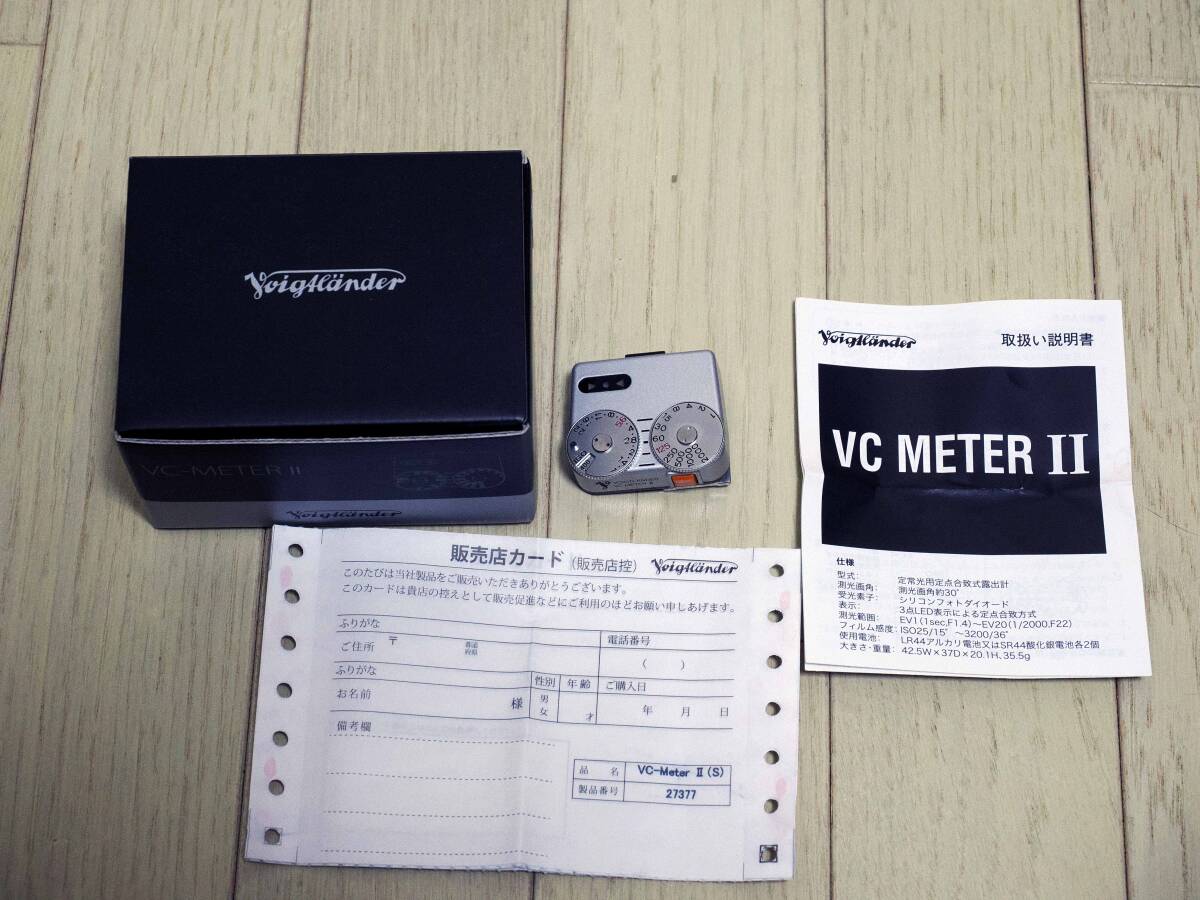 Voigtländer
VC-METER II
Voigtländer
VOIGTLÄNDER
VC METER II
Voigtländer 取扱い説明書
VC METER II
仕様
型式: 定常光用定点合致式露出計
測光画角: 測光画角約30°
受光素子: シリコンフォトダイオード
表示: 3点LED表示による定点合致方式
測光範囲: EV1(1sec,F1.4)~EV20(1/2000,F22)
フィルム感度: ISO25/15°~3200/36°
使用電池: LR44アルカリ電池又はSR44酸化銀電池各2個
大きさ・重量: 42.5W×37D×20.1H、35.5g
販売店カード(販売店控) Voigtländer
このたびは当社製品をご販売いただきありがとうございます。
このカードは貴店の控えとして販売促進などにご利用のほどお願い申しあげます。
ふりがな 電話番号
ご住所 〒 都道府県
( )
ふりがな 性別 年齢 ご購入日
お名前 様 男 女 才 年 月 日
備考欄
品名 VC-Meter II (S)
製品番号 27377